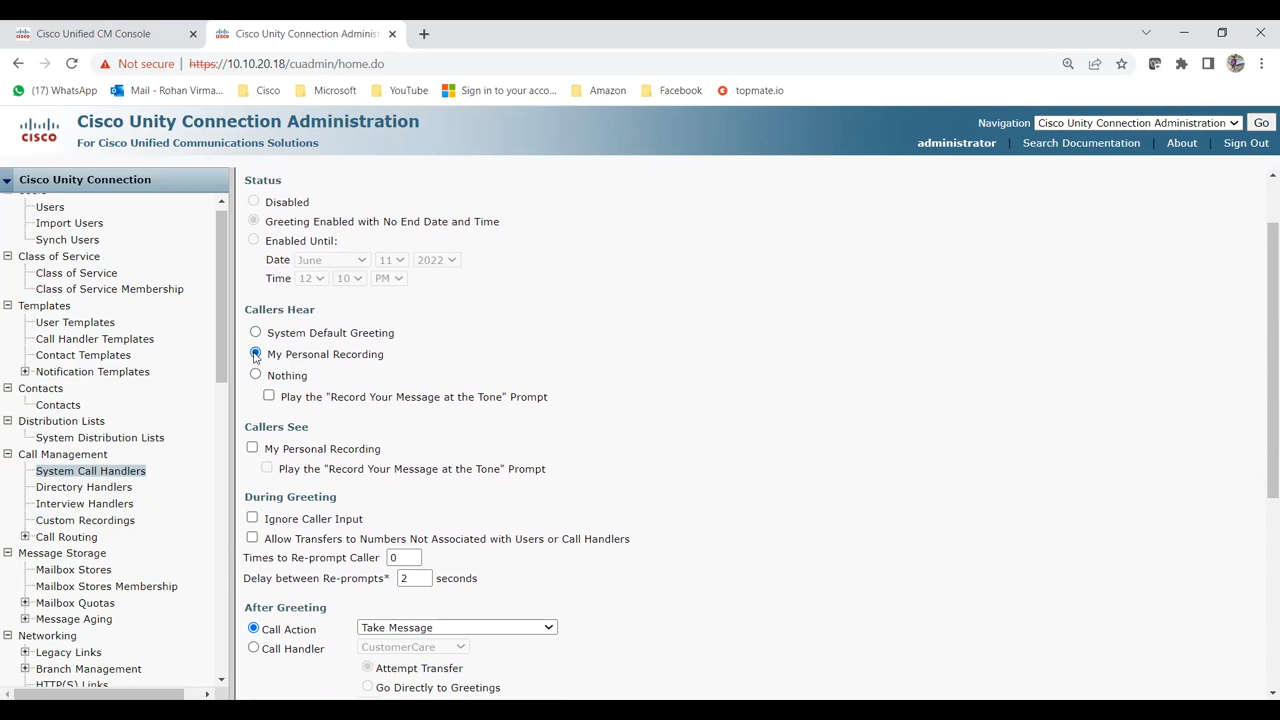 Cisco Unified CM Console
Cisco Unity Connection Administ
Not secure https://10.10.20.18/cuadmin/home.do
(17) WhatsApp Mail - Rohan Virma... Cisco Microsoft YouTube Sign in to your acco... Amazon Facebook topmate.io
CISCO
Cisco Unity Connection Administration
For Cisco Unified Communications Solutions
Navigation Cisco Unity Connection Administration Go
administrator | Search Documentation | About | Sign Out
Cisco Unity Connection
Users
Users
Import Users
Synch Users
Class of Service
Class of Service
Class of Service Membership
Templates
User Templates
Call Handler Templates
Contact Templates
Notification Templates
Contacts
Contacts
Distribution Lists
System Distribution Lists
Call Management
System Call Handlers
Directory Handlers
Interview Handlers
Custom Recordings
Call Routing
Message Storage
Mailbox Stores
Mailbox Stores Membership
Mailbox Quotas
Message Aging
Networking
Legacy Links
Branch Management
HTTP(S) Links
Status
Disabled
Greeting Enabled with No End Date and Time
Enabled Until:
Date June 11 2022
Time 12 10 PM
Callers Hear
System Default Greeting
My Personal Recording
Nothing
Play the "Record Your Message at the Tone" Prompt
Callers See
My Personal Recording
Play the "Record Your Message at the Tone" Prompt
During Greeting
Ignore Caller Input
Allow Transfers to Numbers Not Associated with Users or Call Handlers
Times to Re-prompt Caller 0
Delay between Re-prompts* 2 seconds
After Greeting
Call Action Take Message
Call Handler CustomerCare
Attempt Transfer
Go Directly to Greetings